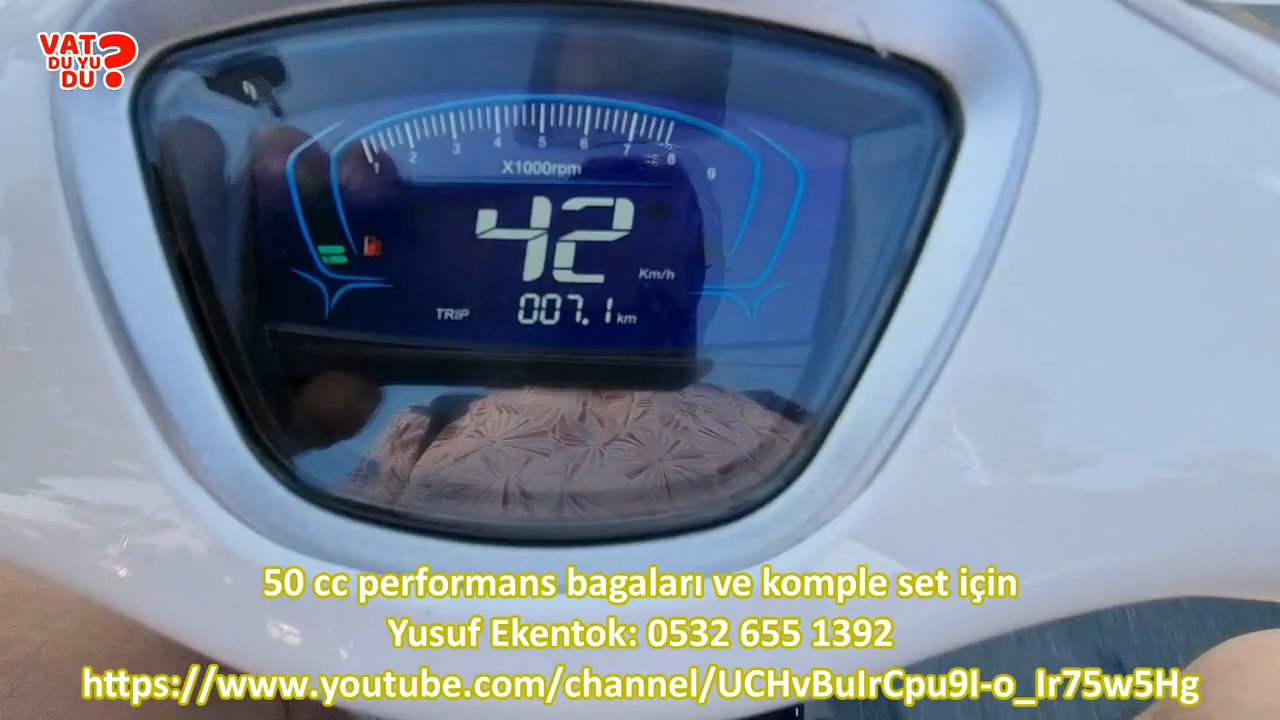 VAT
DU YU
DU?
1 2 3 4 5 6 7 8 9
X1000rpm
42
Km/h
TRIP 007.1 km
50 cc performans bagaları ve komple set için
Yusuf Ekentok: 0532 655 1392
https://www.youtube.com/channel/UCHvBuIrCpu9I-o_Ir75w5Hg